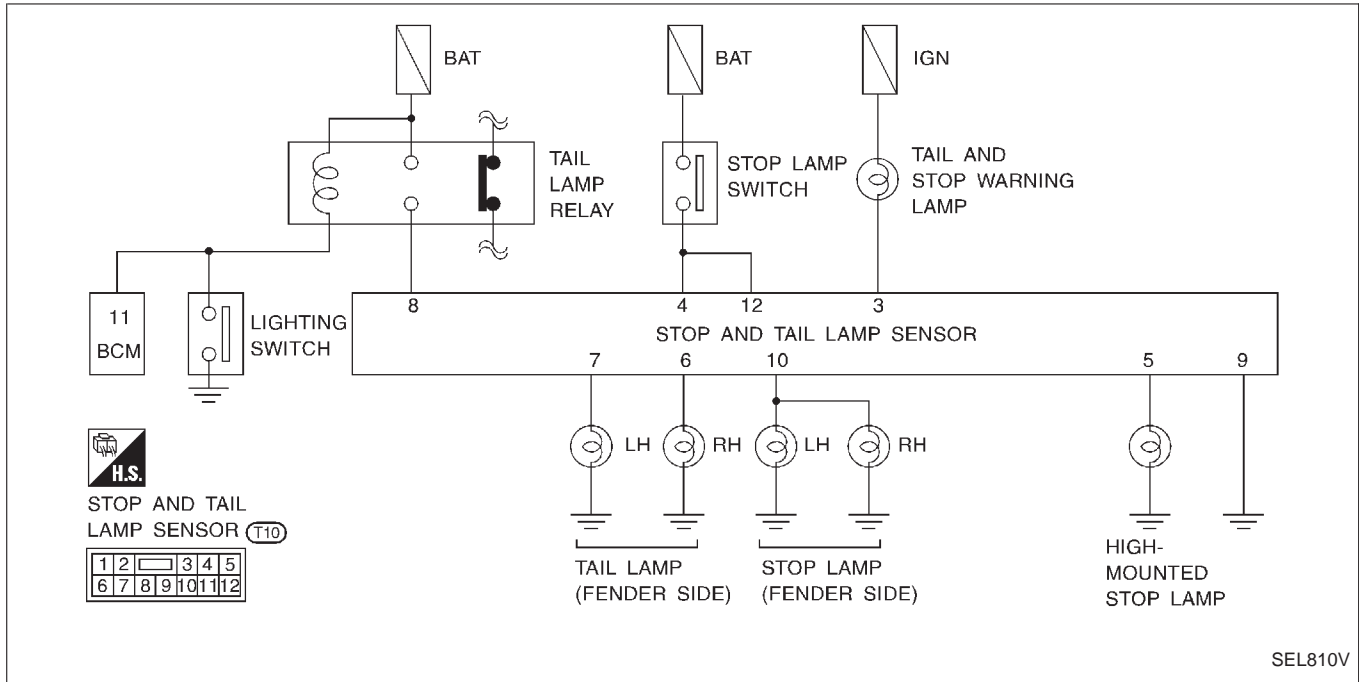 BAT
BAT
IGN
TAIL
LAMP
RELAY
STOP LAMP
SWITCH
TAIL AND
STOP WARNING
LAMP
11
BCM
LIGHTING
SWITCH
8
4
12
3
STOP AND TAIL LAMP SENSOR
7
6
10
5
9
LH
RH
LH
RH
H.S.
STOP AND TAIL
LAMP SENSOR T10
1 2 3 4 5
6 7 8 9 10 11 12
TAIL LAMP
(FENDER SIDE)
STOP LAMP
(FENDER SIDE)
HIGH-
MOUNTED
STOP LAMP
SEL810V